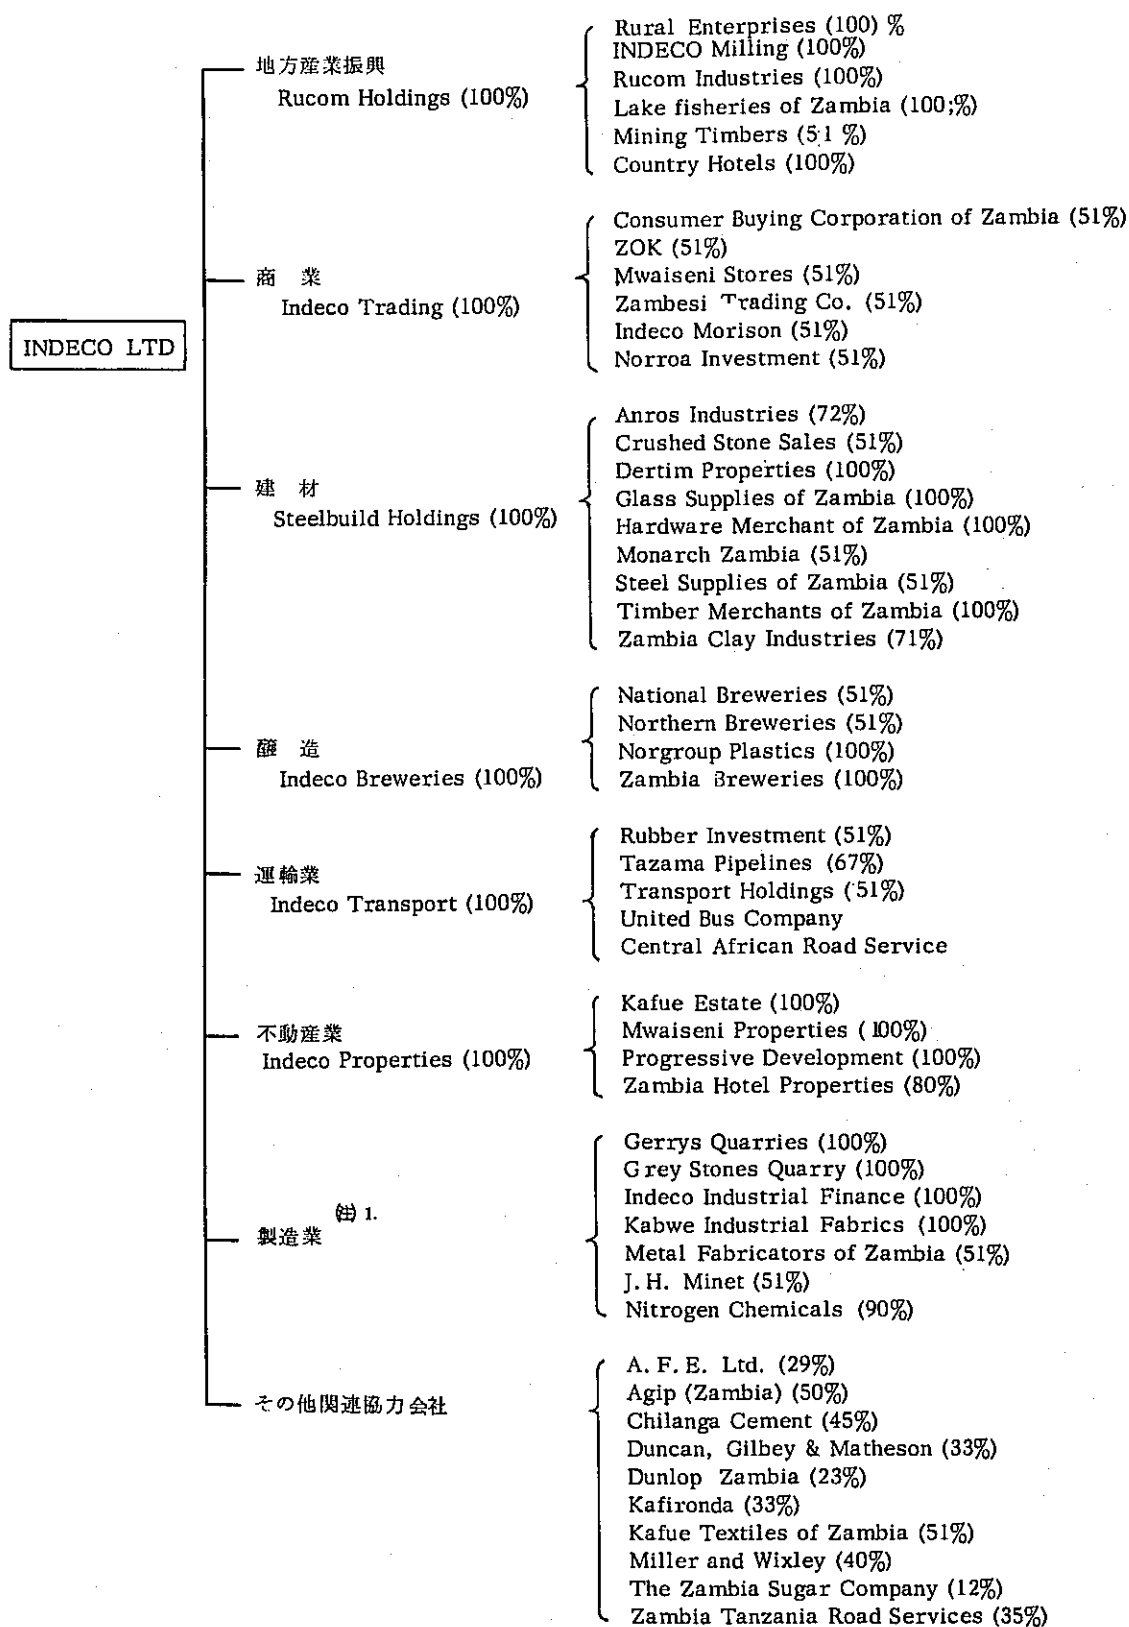 INDECO LTD
地方産業振興
Rucom Holdings (100%)
Rural Enterprises (100) %
INDECO Milling (100%)
Rucom Industries (100%)
Lake fisheries of Zambia (100;%)
Mining Timbers (5.1 %)
Country Hotels (100%)
商 業
Indeco Trading (100%)
Consumer Buying Corporation of Zambia (51%)
ZOK (51%)
Mwaiseni Stores (51%)
Zambesi Trading Co. (51%)
Indeco Morison (51%)
Norroa Investment (51%)
建 材
Steelbuild Holdings (100%)
Anros Industries (72%)
Crushed Stone Sales (51%)
Dertim Properties (100%)
Glass Supplies of Zambia (100%)
Hardware Merchant of Zambia (100%)
Monarch Zambia (51%)
Steel Supplies of Zambia (51%)
Timber Merchants of Zambia (100%)
Zambia Clay Industries (71%)
醸 造
Indeco Breweries (100%)
National Breweries (51%)
Northern Breweries (51%)
Norgroup Plastics (100%)
Zambia Breweries (100%)
運輸業
Indeco Transport (100%)
Rubber Investment (51%)
Tazama Pipelines (67%)
Transport Holdings (51%)
United Bus Company
Central African Road Service
不動産業
Indeco Properties (100%)
Kafue Estate (100%)
Mwaiseni Properties (100%)
Progressive Development (100%)
Zambia Hotel Properties (80%)
製造業 (注) 1.
Gerrys Quarries (100%)
Grey Stones Quarry (100%)
Indeco Industrial Finance (100%)
Kabwe Industrial Fabrics (100%)
Metal Fabricators of Zambia (51%)
J.H. Minet (51%)
Nitrogen Chemicals (90%)
その他関連協力会社
A. F. E. Ltd. (29%)
Agip (Zambia) (50%)
Chilanga Cement (45%)
Duncan, Gilbey & Matheson (33%)
Dunlop Zambia (23%)
Kafironda (33%)
Kafue Textiles of Zambia (51%)
Miller and Wixley (40%)
The Zambia Sugar Company (12%)
Zambia Tanzania Road Services (35%)